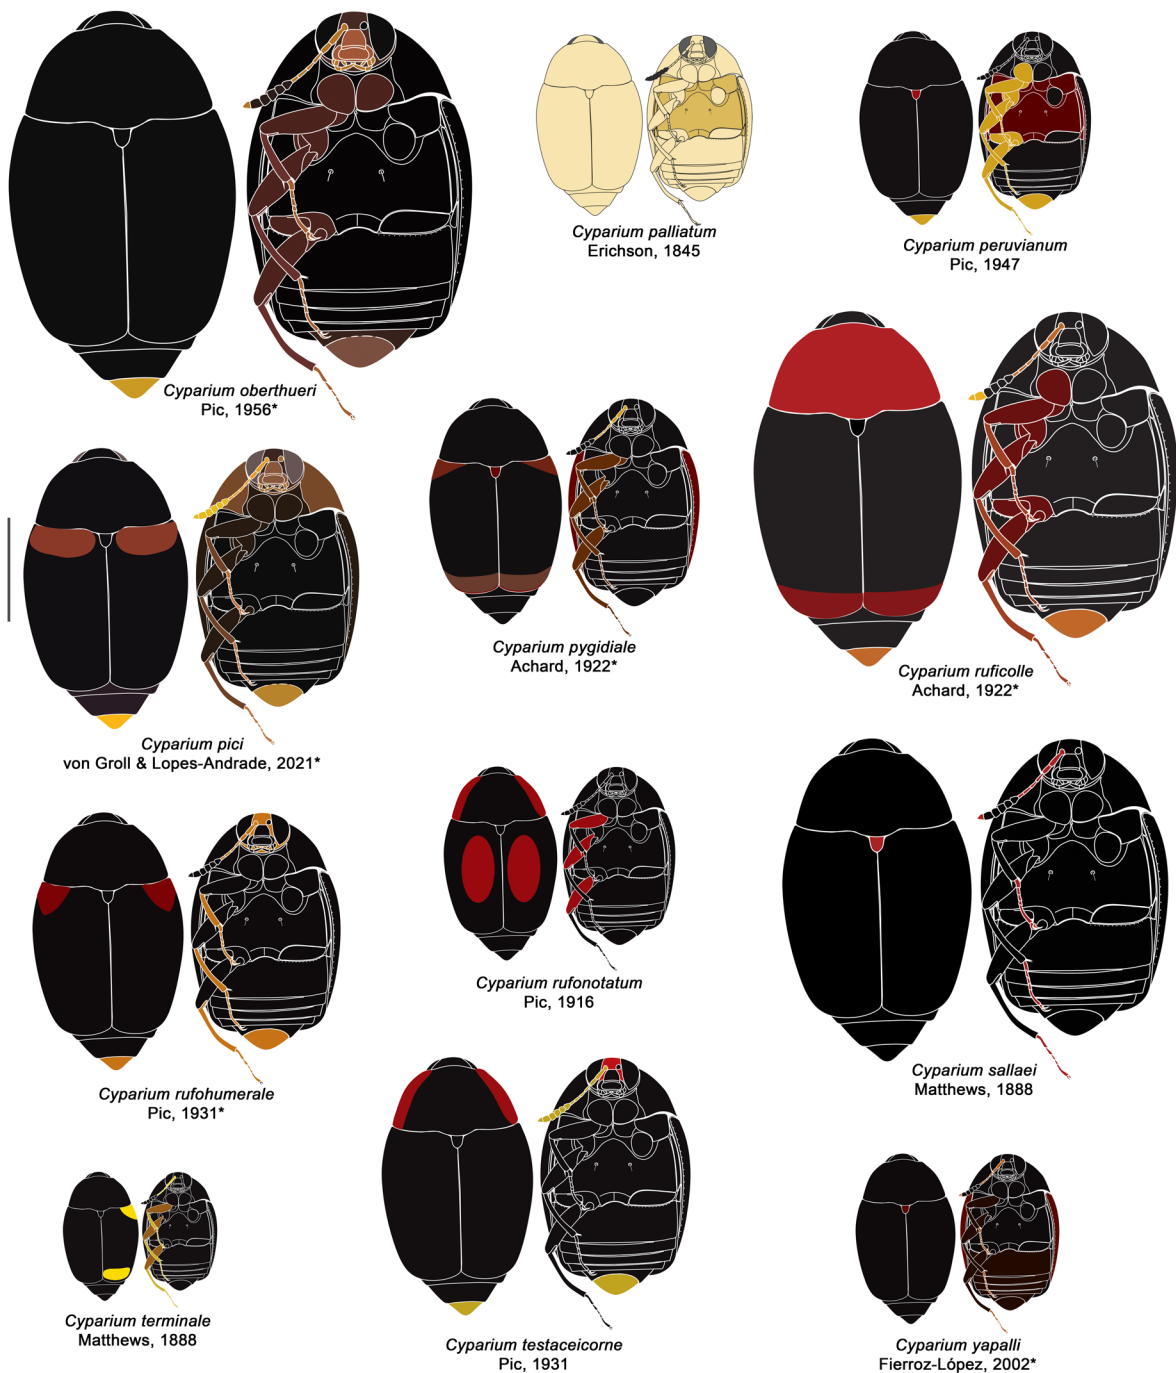 Cyparium palliatum
Erichson, 1845
Cyparium peruvianum
Pic, 1947
Cyparium oberthueri
Pic, 1956*
Cyparium pygidiale
Achard, 1922*
Cyparium ruficolle
Achard, 1922*
Cyparium pici
von Groll & Lopes-Andrade, 2021*
Cyparium rufonotatum
Pic, 1916
Cyparium sallaei
Matthews, 1888
Cyparium rufohumerale
Pic, 1931*
Cyparium terminale
Matthews, 1888
Cyparium testaceicorne
Pic, 1931
Cyparium yapalli
Fierroz-López, 2002*